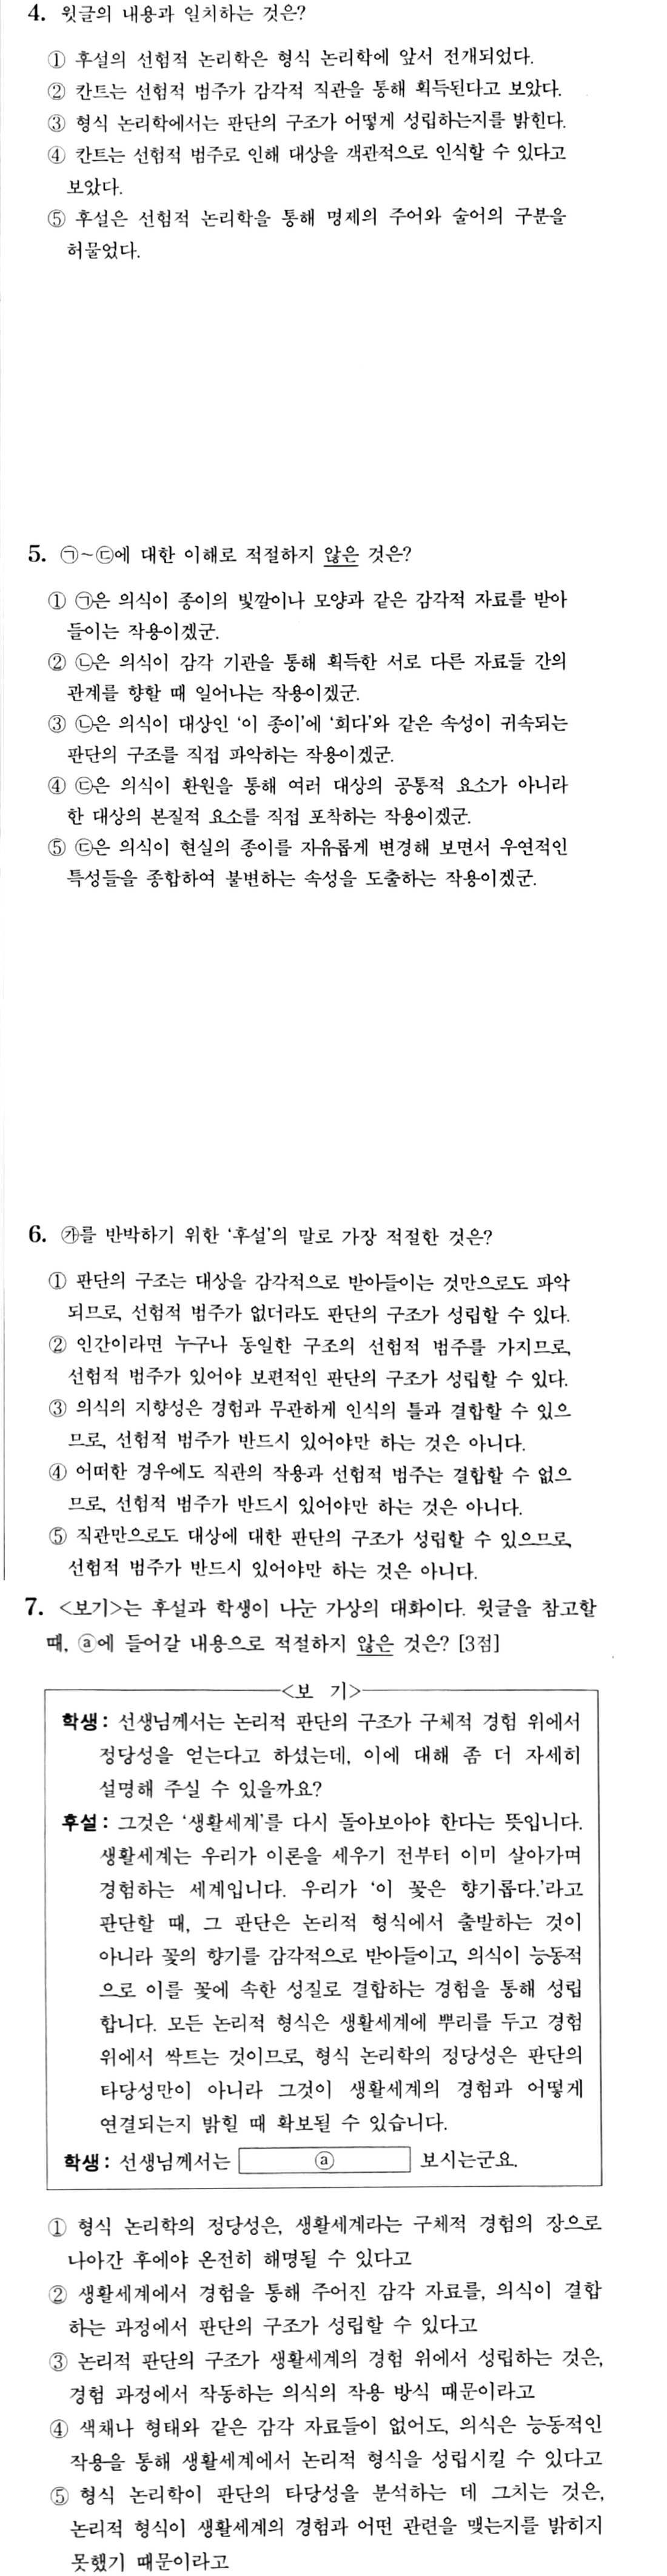 4. 윗글의 내용과 일치하는 것은?
① 후설의 선험적 논리학은 형식 논리학에 앞서 전개되었다.
② 칸트는 선험적 범주가 감각적 직관을 통해 획득된다고 보았다.
③ 형식 논리학에서는 판단의 구조가 어떻게 성립하는지를 밝힌다.
④ 칸트는 선험적 범주로 인해 대상을 객관적으로 인식할 수 있다고
보았다.
⑤ 후설은 선험적 논리학을 통해 명제의 주어와 술어의 구분을
허물었다.
5. ㉠~㉢에 대한 이해로 적절하지 않은 것은?
① ㉠은 의식이 종이의 빛깔이나 모양과 같은 감각적 자료를 받아
들이는 작용이겠군.
② ㉡은 의식이 감각 기관을 통해 획득한 서로 다른 자료들 간의
관계를 향할 때 일어나는 작용이겠군.
③ ㉡은 의식이 대상인 ‘이 종이’에 ‘희다’와 같은 속성이 귀속되는
판단의 구조를 직접 파악하는 작용이겠군.
④ ㉢은 의식이 환원을 통해 여러 대상의 공통적 요소가 아니라
한 대상의 본질적 요소를 직접 포착하는 작용이겠군.
⑤ ㉢은 의식이 현실의 종이를 자유롭게 변경해 보면서 우연적인
특성들을 종합하여 불변하는 속성을 도출하는 작용이겠군.
6. ㉮를 반박하기 위한 ‘후설’의 말로 가장 적절한 것은?
① 판단의 구조는 대상을 감각적으로 받아들이는 것만으로도 파악
되므로, 선험적 범주가 없더라도 판단의 구조가 성립할 수 있다.
② 인간이라면 누구나 동일한 구조의 선험적 범주를 가지므로,
선험적 범주가 있어야 보편적인 판단의 구조가 성립할 수 있다.
③ 의식의 지향성은 경험과 무관하게 인식의 틀과 결합할 수 있으
므로, 선험적 범주가 반드시 있어야만 하는 것은 아니다.
④ 어떠한 경우에도 직관의 작용과 선험적 범주는 결합할 수 없으
므로, 선험적 범주가 반드시 있어야만 하는 것은 아니다.
⑤ 직관만으로도 대상에 대한 판단의 구조가 성립할 수 있으므로,
선험적 범주가 반드시 있어야만 하는 것은 아니다.
7. <보기>는 후설과 학생이 나눈 가상의 대화이다. 윗글을 참고할
때, ⓐ에 들어갈 내용으로 적절하지 않은 것은? [3점]
<보 기>
학생 : 선생님께서는 논리적 판단의 구조가 구체적 경험 위에서
정당성을 얻는다고 하셨는데, 이에 대해 좀 더 자세히
설명해 주실 수 있을까요?
후설 : 그것은 ‘생활세계’를 다시 돌아보아야 한다는 뜻입니다.
생활세계는 우리가 이론을 세우기 전부터 이미 살아가며
경험하는 세계입니다. 우리가 ‘이 꽃은 향기롭다.’라고
판단할 때, 그 판단은 논리적 형식에서 출발하는 것이
아니라 꽃의 향기를 감각적으로 받아들이고, 의식이 능동적
으로 이를 꽃에 속한 성질로 결합하는 경험을 통해 성립
합니다. 모든 논리적 형식은 생활세계에 뿌리를 두고 경험
위에서 싹트는 것이므로, 형식 논리학의 정당성은 판단의
타당성만이 아니라 그것이 생활세계의 경험과 어떻게
연결되는지 밝힐 때 확보될 수 있습니다.
학생 : 선생님께서는 ⓐ 보시는군요.
① 형식 논리학의 정당성은, 생활세계라는 구체적 경험의 장으로
나아간 후에야 온전히 해명될 수 있다고
② 생활세계에서 경험을 통해 주어진 감각 자료를, 의식이 결합
하는 과정에서 판단의 구조가 성립할 수 있다고
③ 논리적 판단의 구조가 생활세계의 경험 위에서 성립하는 것은,
경험 과정에서 작동하는 의식의 작용 방식 때문이라고
④ 색채나 형태와 같은 감각 자료들이 없어도, 의식은 능동적인
작용을 통해 생활세계에서 논리적 형식을 성립시킬 수 있다고
⑤ 형식 논리학이 판단의 타당성을 분석하는 데 그치는 것은,
논리적 형식이 생활세계의 경험과 어떤 관련을 맺는지를 밝히지
못했기 때문이라고